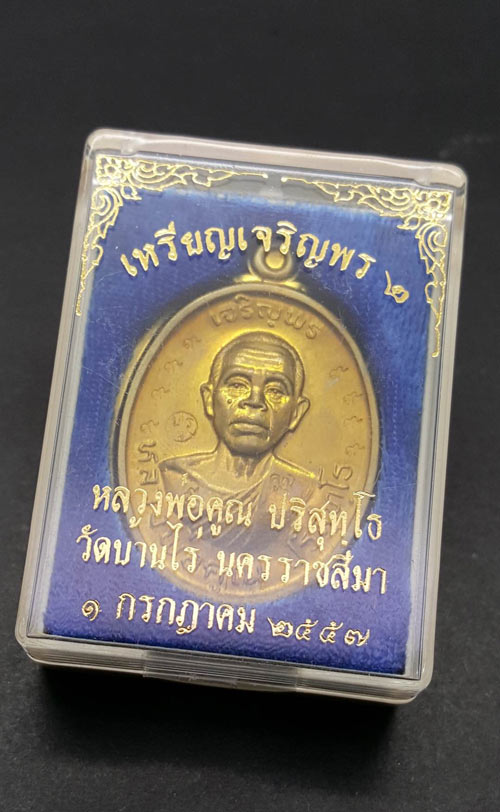 เหรียญเจริญพร ๒
เจริญพร
หลวงพ่อคูณ ปริสุทฺโธ
วัดบ้านไร่ นครราชสีมา
๑ กรกฎาคม ๒๕๕๗